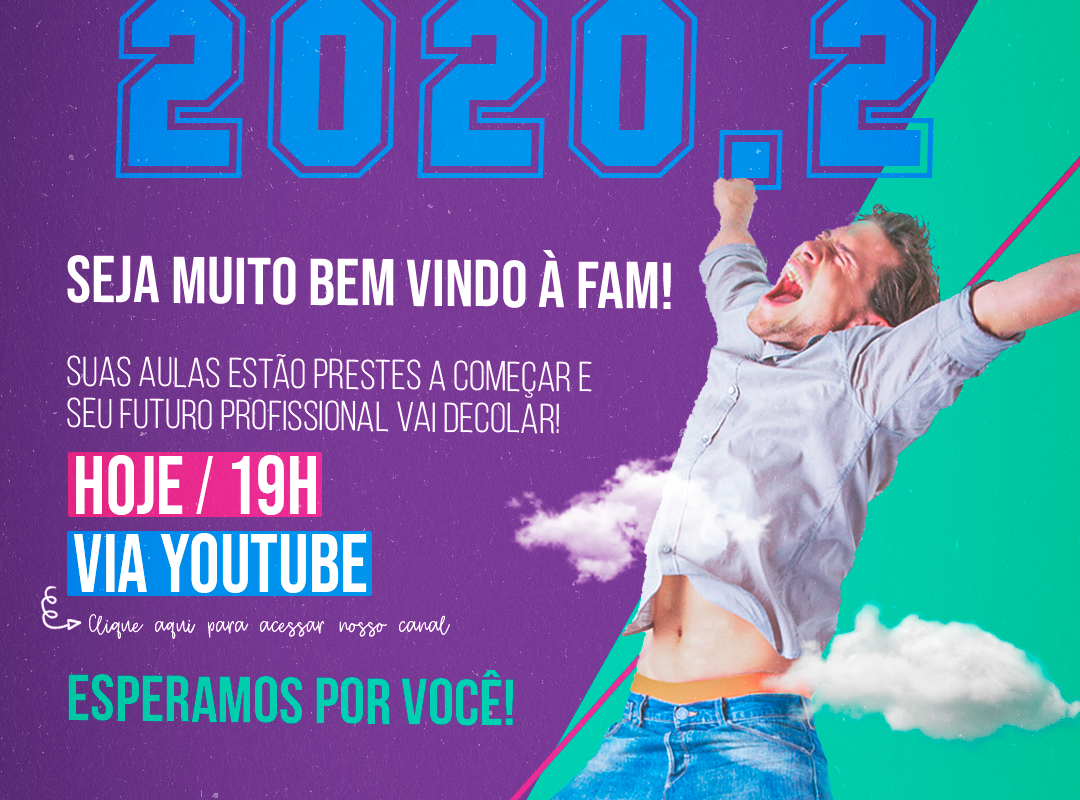 2020.2
SEJA MUITO BEM VINDO À FAM!
SUAS AULAS ESTÃO PRESTES A COMEÇAR E
SEU FUTURO PROFISSIONAL VAI DECOLAR!
HOJE / 19H
VIA YOUTUBE
Clique aqui para acessar nosso canal
ESPERAMOS POR VOCÊ!